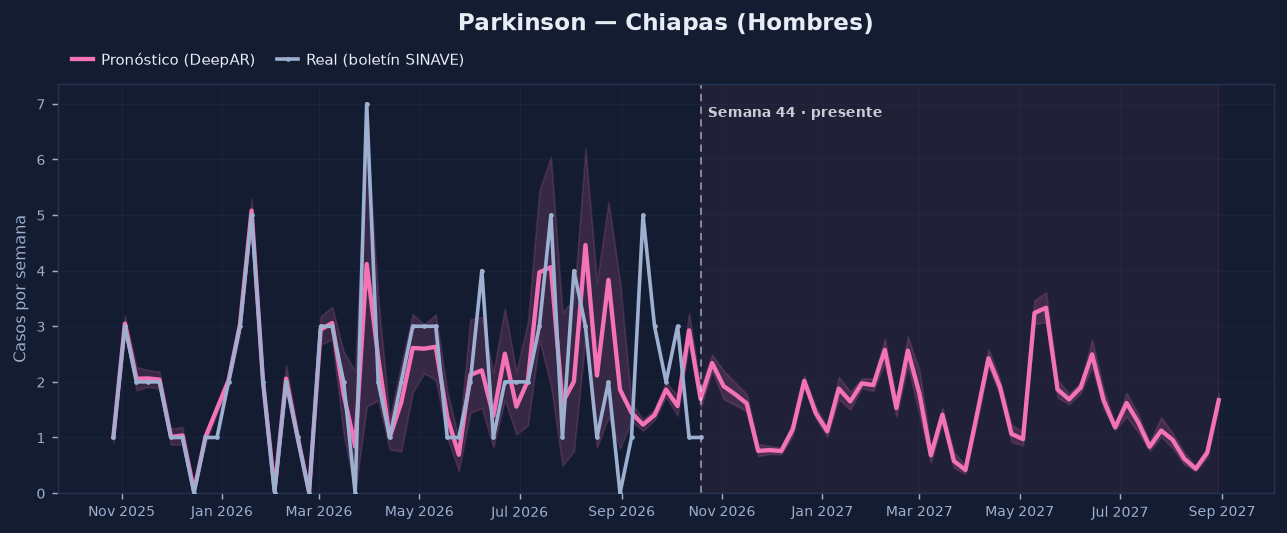 Parkinson — Chiapas (Hombres)
Pronóstico (DeepAR)
Real (boletín SINAVE)
Semana 44 · presente
Casos por semana
7
6
5
4
3
2
1
0
Nov 2025
Jan 2026
Mar 2026
May 2026
Jul 2026
Sep 2026
Nov 2026
Jan 2027
Mar 2027
May 2027
Jul 2027
Sep 2027